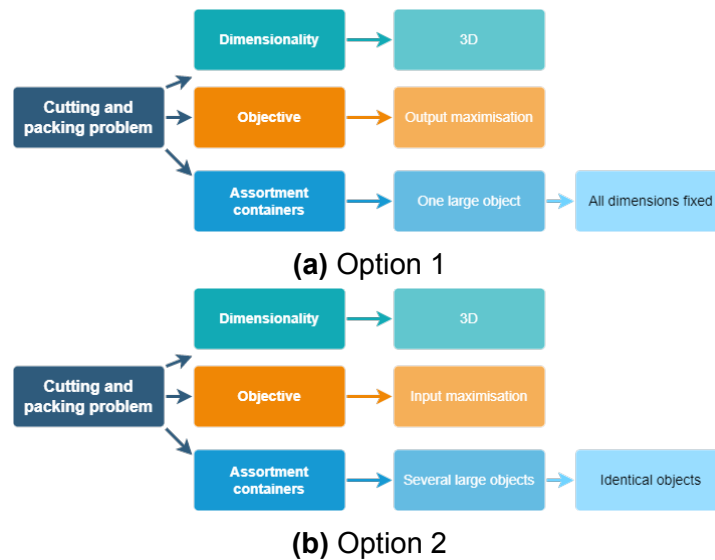 Dimensionality
3D
Cutting and
packing problem
Objective
Output maximisation
Assortment
containers
One large object
All dimensions fixed
(a) Option 1
Dimensionality
3D
Cutting and
packing problem
Objective
Input maximisation
Assortment
containers
Several large objects
Identical objects
(b) Option 2